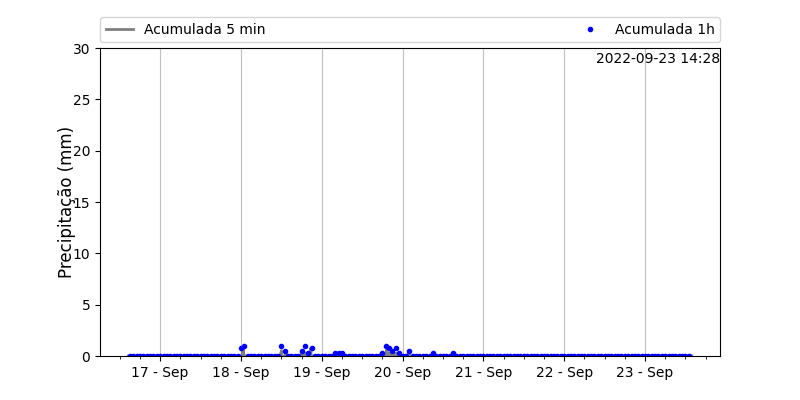 Acumulada 5 min
Acumulada 1h
2022-09-23 14:28
Precipitação (mm)
30
25
20
15
10
5
0
17 - Sep
18 - Sep
19 - Sep
20 - Sep
21 - Sep
22 - Sep
23 - Sep